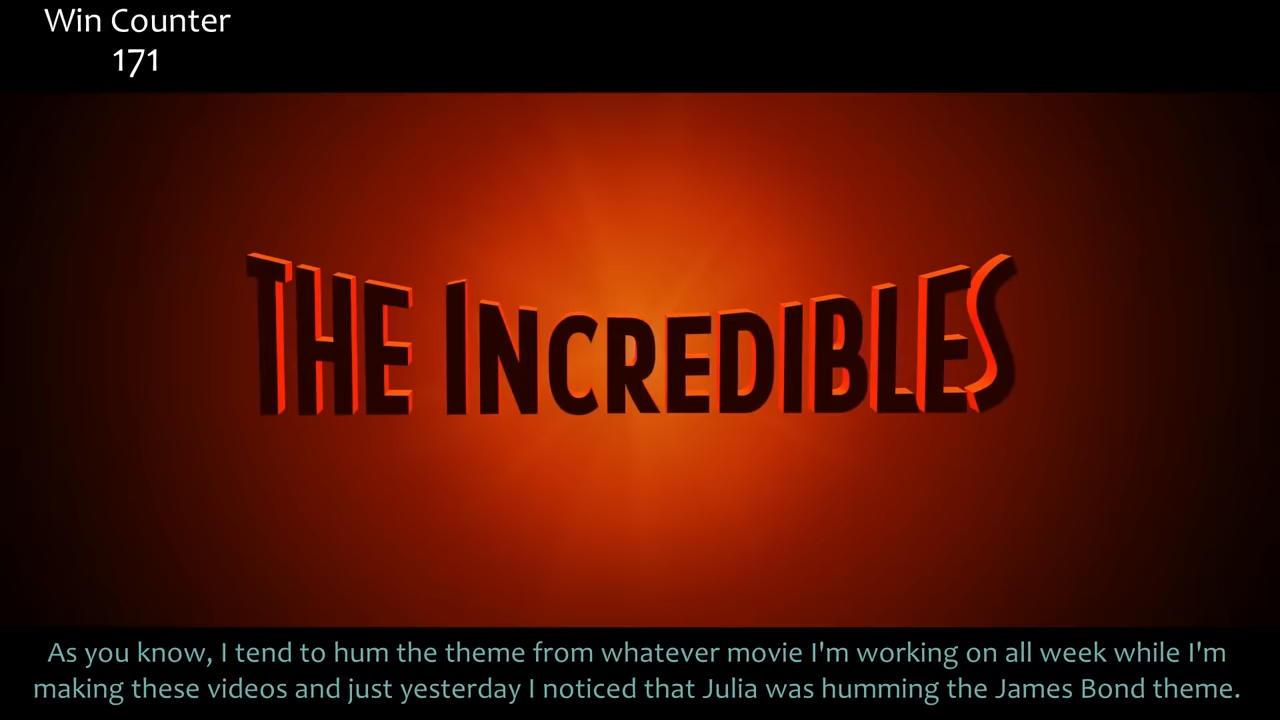 Win Counter
171
THE INCREDIBLES
As you know, I tend to hum the theme from whatever movie I'm working on all week while I'm
making these videos and just yesterday I noticed that Julia was humming the James Bond theme.